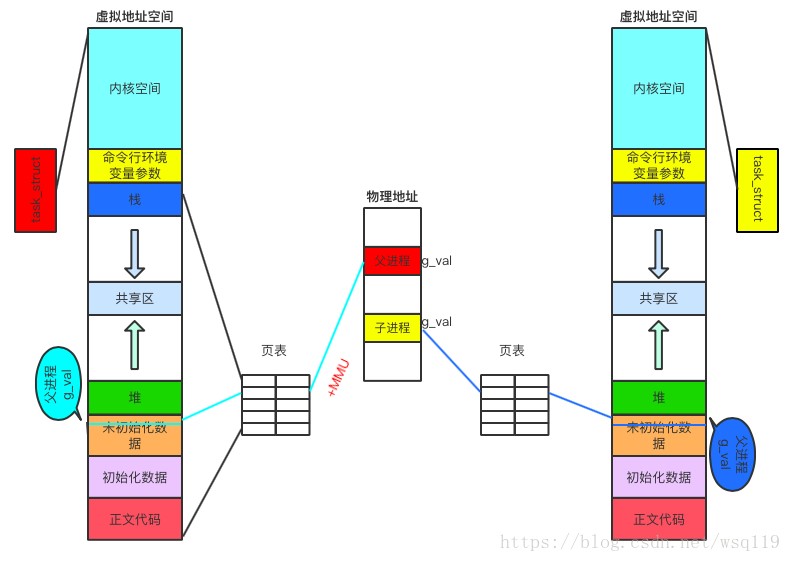 虚拟地址空间
虚拟地址空间
内核空间
内核空间
命令行环境
变量参数
命令行环境
变量参数
task_struct
task_struct
栈
栈
物理地址
父进程
g_val
共享区
共享区
子进程
g_val
页表
页表
+MMU
父进程
g_val
堆
堆
未初始化数
据
未初始化数
据
父进程
g_val
初始化数据
初始化数据
正文代码
正文代码
https://blog.csdn.net/wsq119